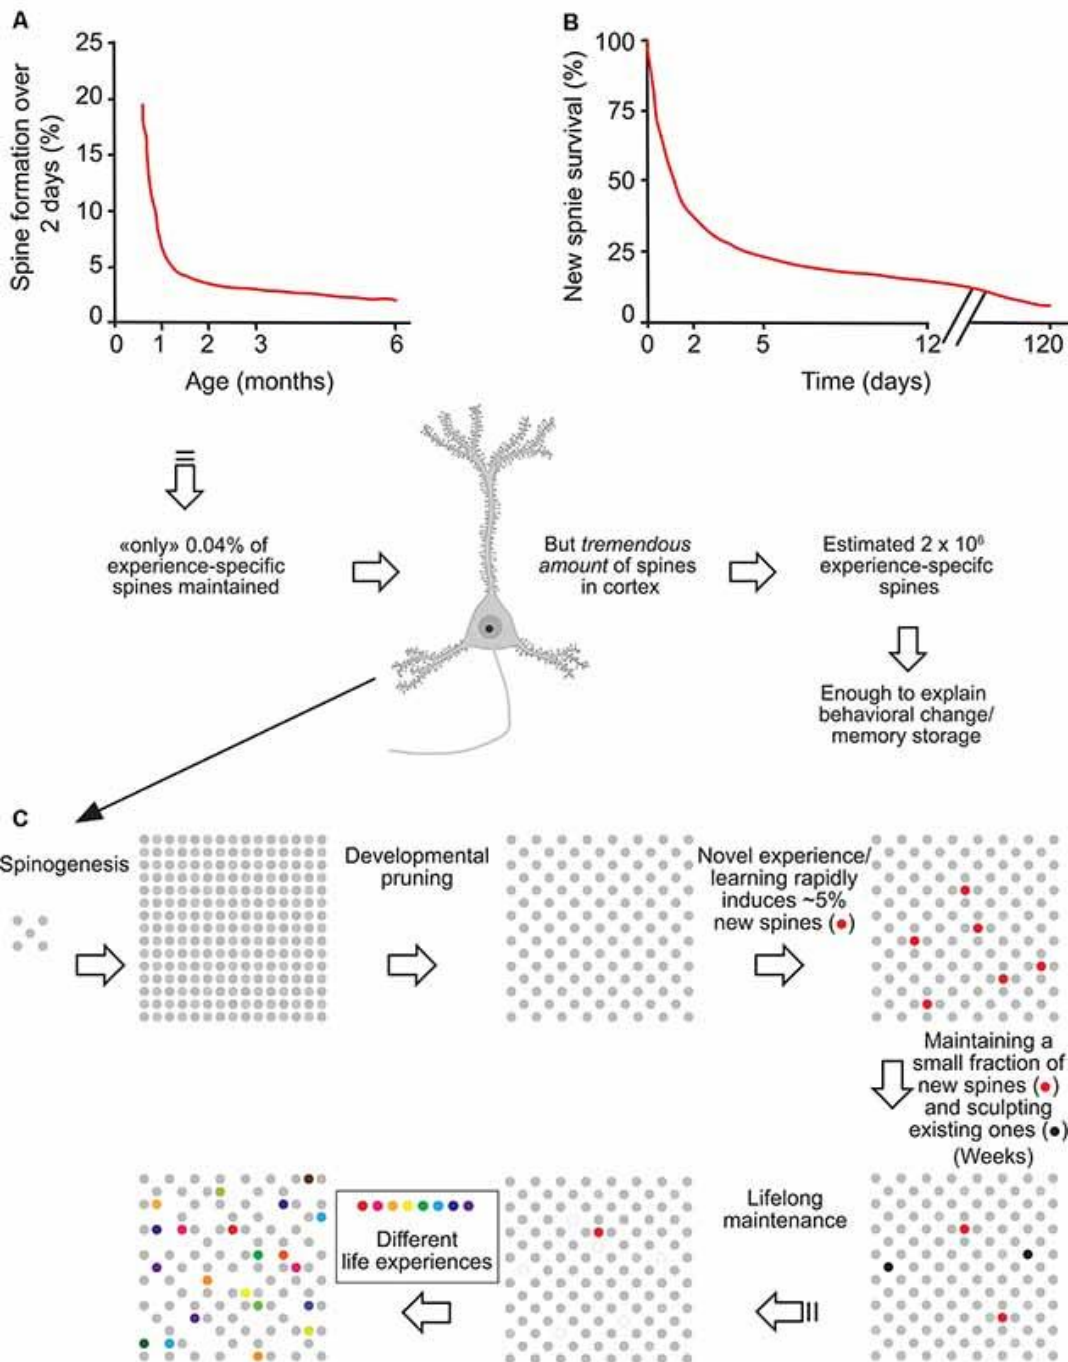 A
Spine formation over
2 days (%)
25
20
15
10
5
0
0 1 2 3 6
Age (months)
B
New spnie survival (%)
100
75
50
25
0
0 2 5 12 120
Time (days)
«only» 0.04% of
experience-specific
spines maintained
But tremendous
amount of spines
in cortex
Estimated 2 x 10⁶
experience-specifc
spines
Enough to explain
behavioral change/
memory storage
C
Spinogenesis
Developmental
pruning
Novel experience/
learning rapidly
induces ~5%
new spines (●)
Maintaining a
small fraction of
new spines (●)
and sculpting
existing ones (●)
(Weeks)
Lifelong
maintenance
Different
life experiences